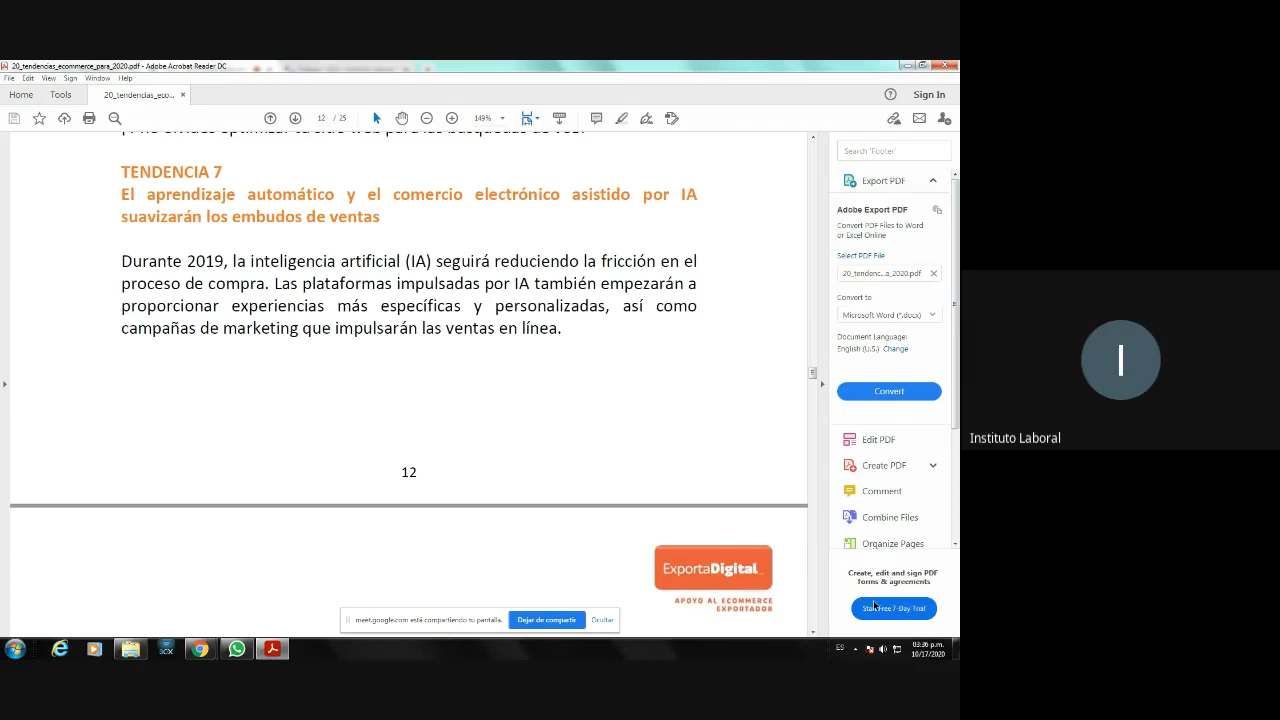 20_tendencias_ecommerce_para_2020.pdf - Adobe Acrobat Reader DC
File Edit View Sign Window Help
Home Tools 20_tendencias_eco... ×
Sign In
12 / 25 149%
TENDENCIA 7
El aprendizaje automático y el comercio electrónico asistido por IA
suavizarán los embudos de ventas
Durante 2019, la inteligencia artificial (IA) seguirá reduciendo la fricción en el
proceso de compra. Las plataformas impulsadas por IA también empezarán a
proporcionar experiencias más específicas y personalizadas, así como
campañas de marketing que impulsarán las ventas en línea.
12
ExportaDigital
APOYO AL ECOMMERCE
EXPORTADOR
Search 'Footer'
Export PDF
Adobe Export PDF
Convert PDF Files to Word
or Excel Online
Select PDF File
20_tendenc...a_2020.pdf
Convert to
Microsoft Word (*.docx)
Document Language:
English (U.S.) Change
Convert
Edit PDF
Create PDF
Comment
Combine Files
Organize Pages
Create, edit and sign PDF
forms & agreements
Start Free 7-Day Trial
meet.google.com está compartiendo tu pantalla. Dejar de compartir Ocultar
ES
03:36 p.m.
10/17/2020
I
Instituto Laboral